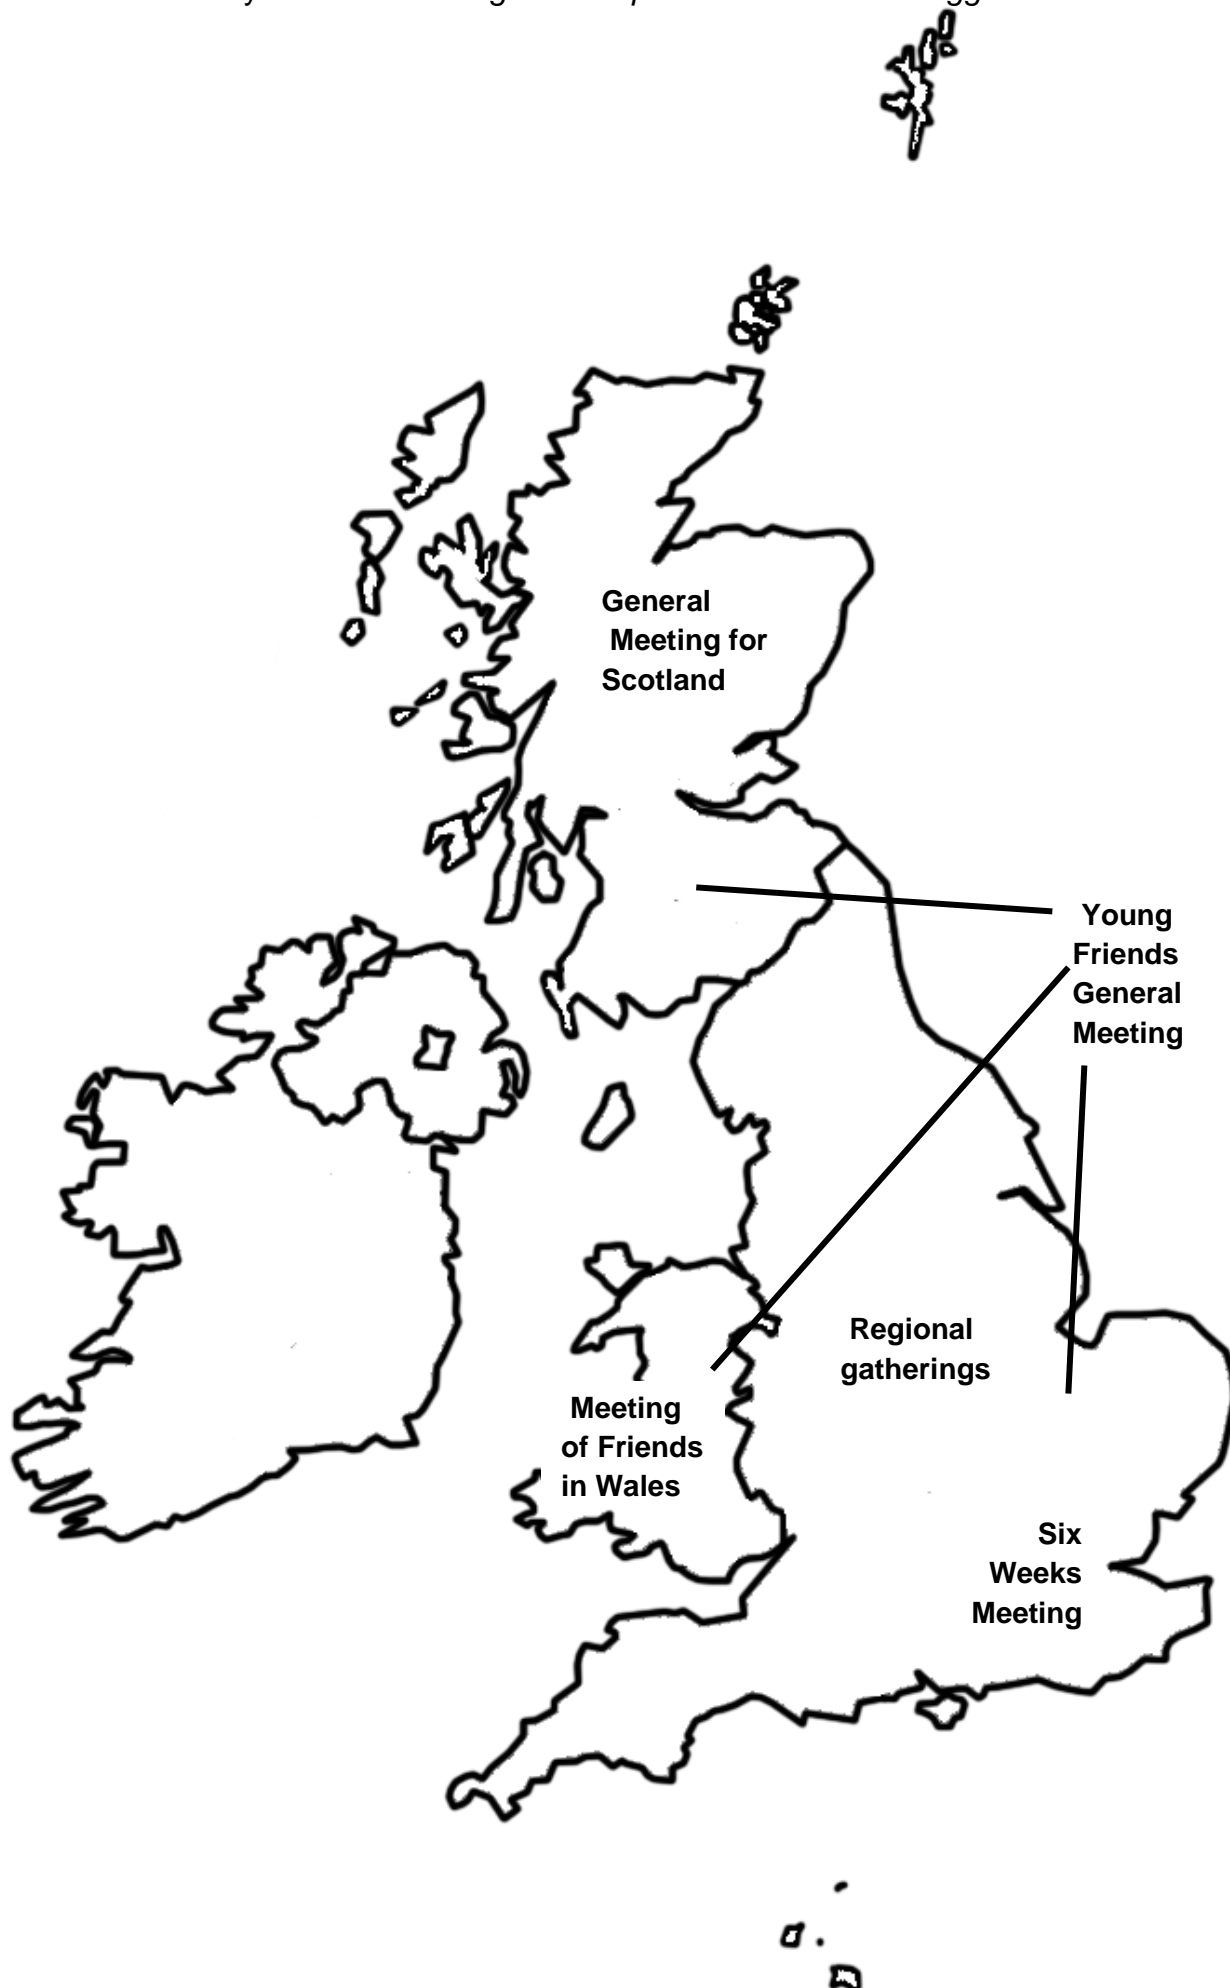 General
Meeting for
Scotland
Young
Friends
General
Meeting
Regional
gatherings
Meeting
of Friends
in Wales
Six
Weeks
Meeting